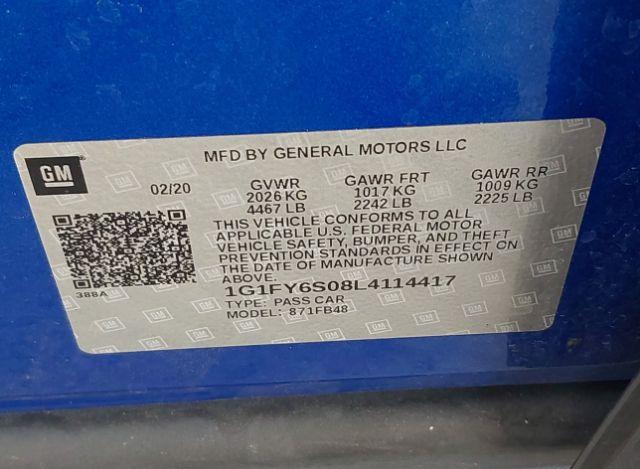 MFD BY GENERAL MOTORS LLC
GM
02/20
GVWR GAWR FRT GAWR RR
2026 KG 1017 KG 1009 KG
4467 LB 2242 LB 2225 LB
THIS VEHICLE CONFORMS TO ALL
APPLICABLE U.S. FEDERAL MOTOR
VEHICLE SAFETY, BUMPER, AND THEFT
PREVENTION STANDARDS IN EFFECT ON
THE DATE OF MANUFACTURE SHOWN
ABOVE.
388A
1G1FY6S08L4114417
TYPE: PASS CAR
MODEL: 871FB48